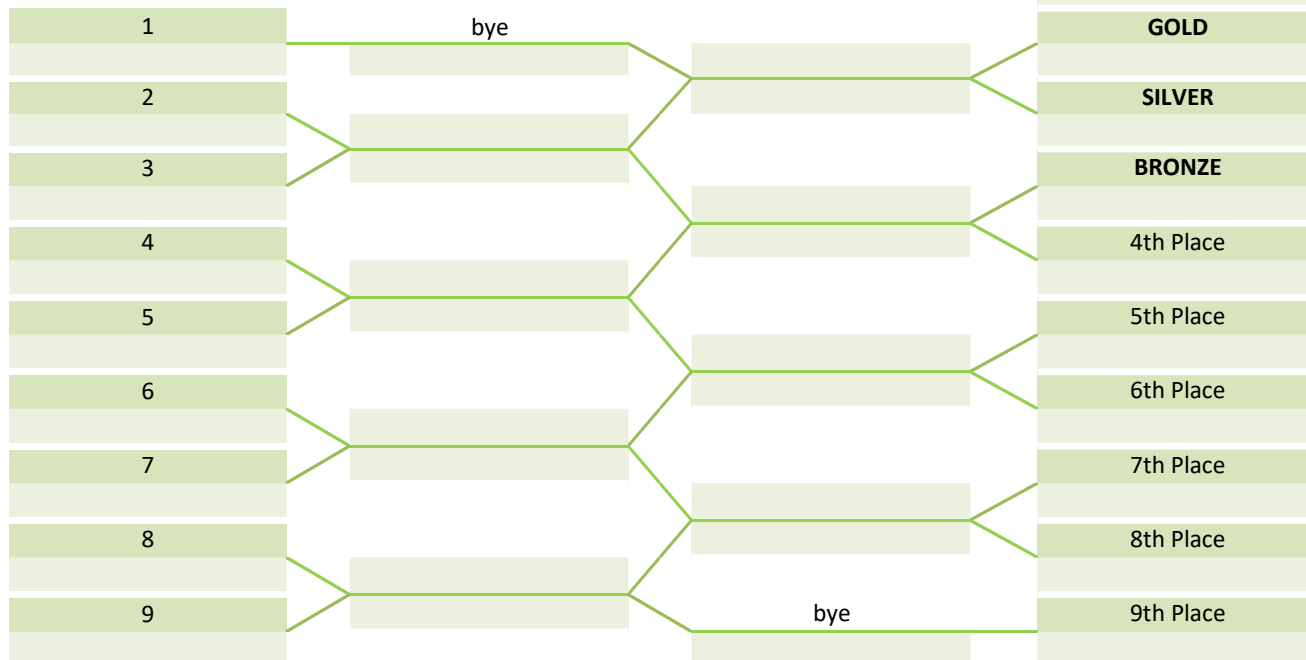 1
bye
GOLD
2
SILVER
3
BRONZE
4
4th Place
5
5th Place
6
6th Place
7
7th Place
8
8th Place
9
bye
9th Place